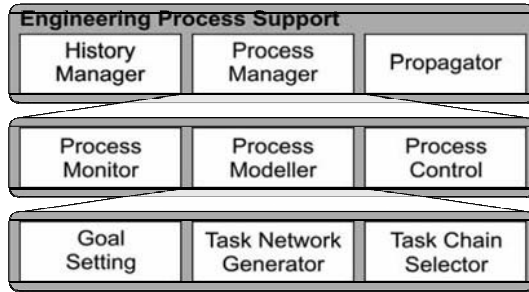 Engineering Process Support
History
Manager
Process
Manager
Propagator
Process
Monitor
Process
Modeller
Process
Control
Goal
Setting
Task Network
Generator
Task Chain
Selector